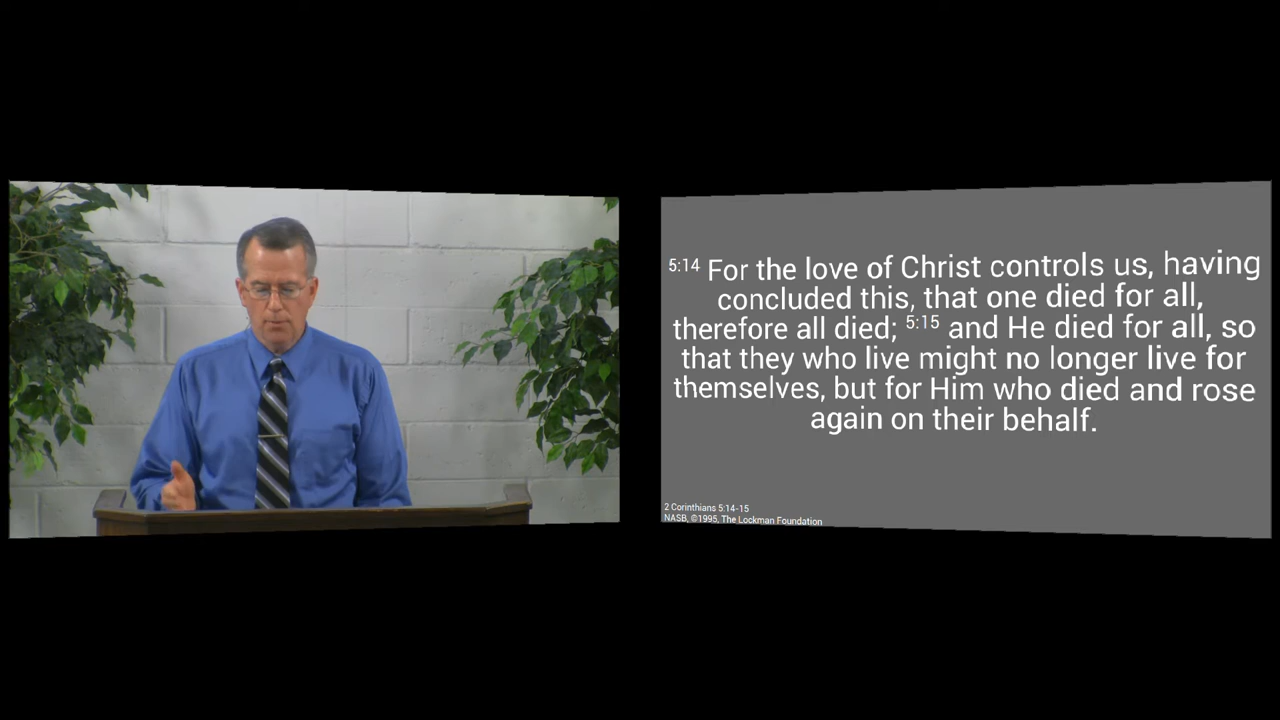 5:14 For the love of Christ controls us, having
concluded this, that one died for all,
therefore all died; 5:15 and He died for all, so
that they who live might no longer live for
themselves, but for Him who died and rose
again on their behalf.
2 Corinthians 5:14-15
NASB, ©1995, The Lockman Foundation